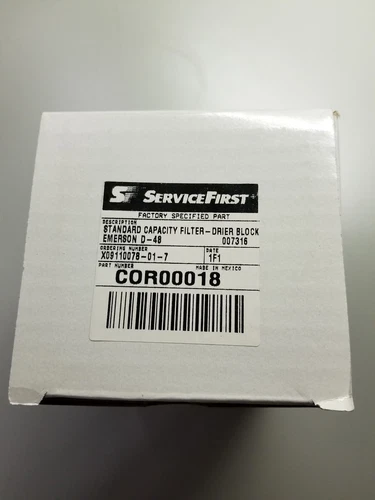 SF SERVICEFIRST
FACTORY SPECIFIED PART
DESCRIPTION
STANDARD CAPACITY FILTER-DRIER BLOCK
EMERSON D-48 007316
ORDERING NUMBER DATE
X09110078-01-7 1F1
PART NUMBER MADE IN MEXICO
COR00018